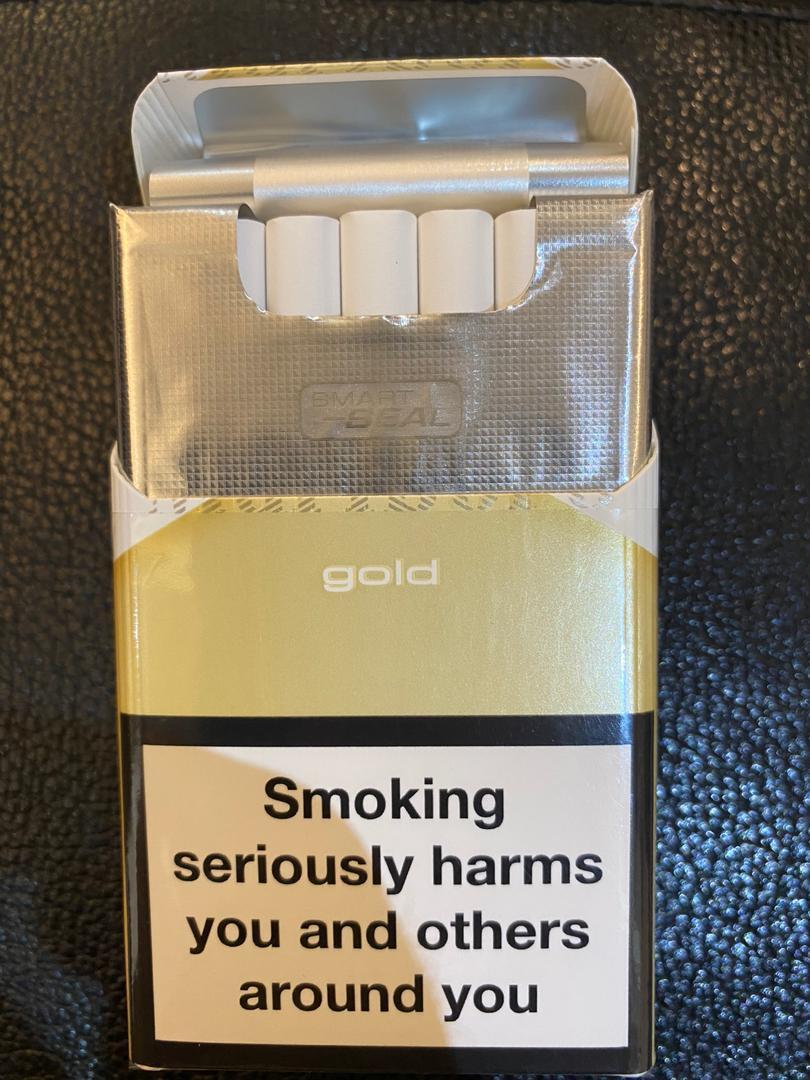 SMART
SEAL
gold
Smoking
seriously harms
you and others
around you